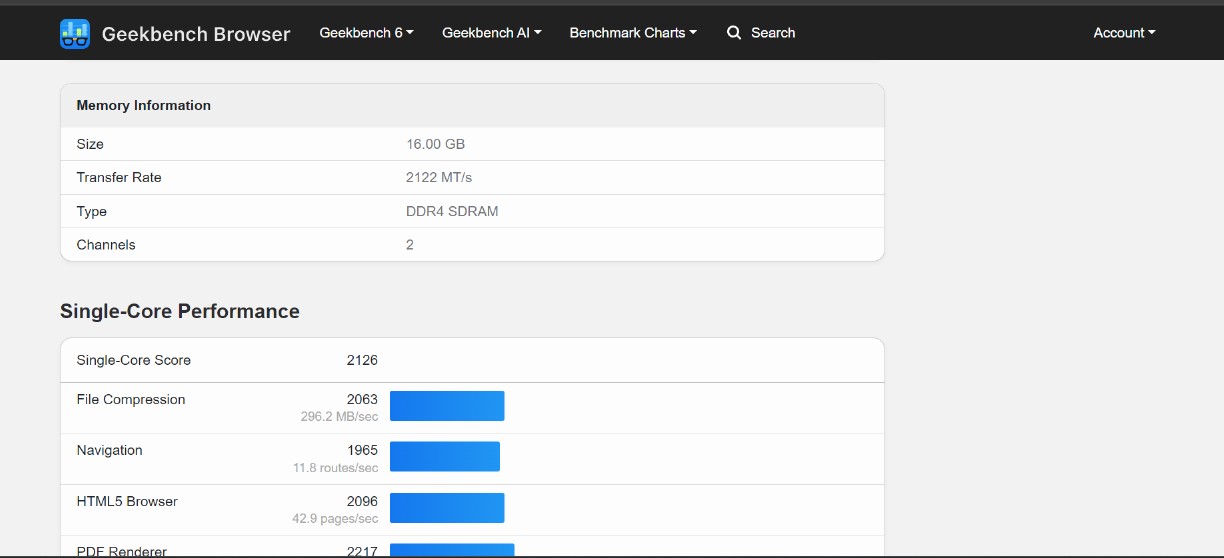 Geekbench Browser Geekbench 6 Geekbench AI Benchmark Charts Search Account
Memory Information
Size 16.00 GB
Transfer Rate 2122 MT/s
Type DDR4 SDRAM
Channels 2
Single-Core Performance
Single-Core Score 2126
File Compression 2063
296.2 MB/sec
Navigation 1965
11.8 routes/sec
HTML5 Browser 2096
42.9 pages/sec
PDF Renderer 2217